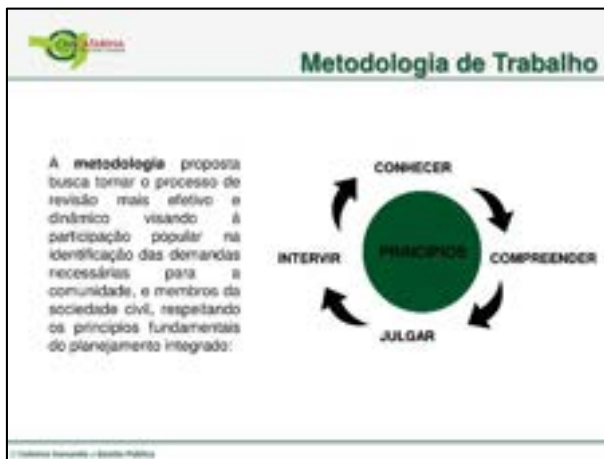 Metodologia de Trabalho
A metodologia proposta
busca tornar o processo de
revisão mais efetivo e
dinâmico visando á
participação popular na
identificação das demandas
necessárias para a
comunidade, e membros da
sociedade civil, respeitando
os princípios fundamentais
do planejamento integrado:
CONHECER
COMPREENDER
JULGAR
INTERVIR
PRINCÍPIOS